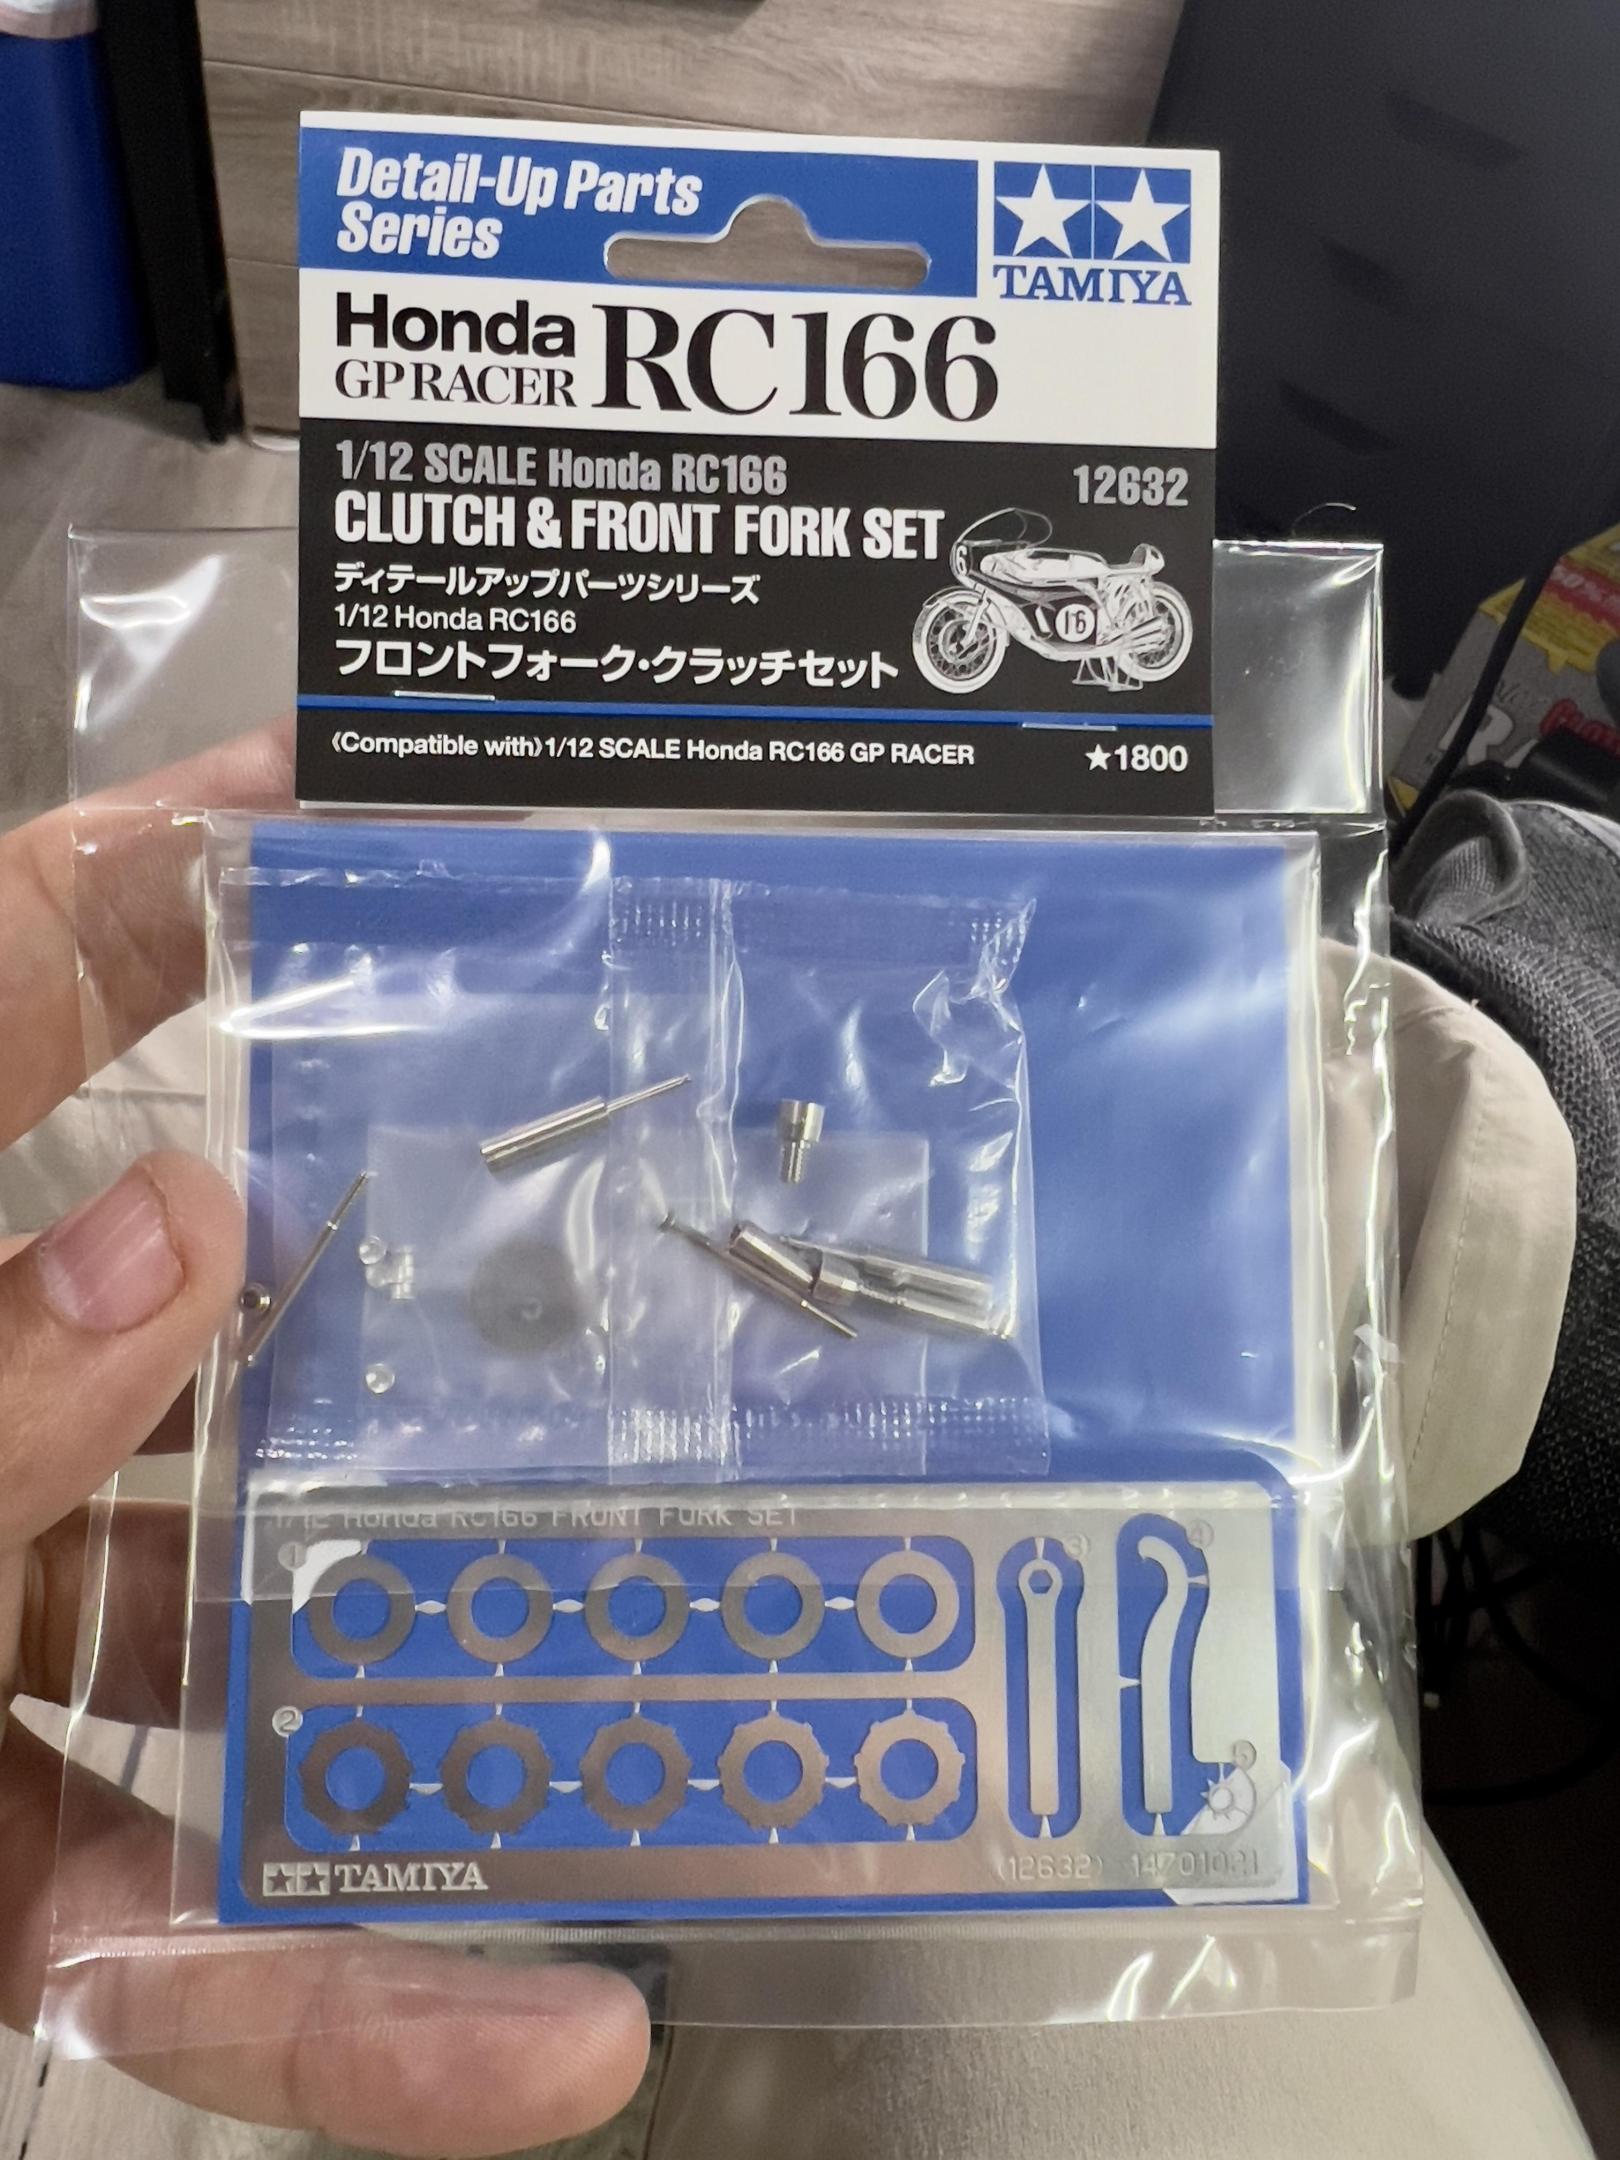 Detail-Up Parts
Series
TAMIYA
Honda
GP RACER
RC166
1/12 SCALE Honda RC166
12632
CLUTCH & FRONT FORK SET
ディテールアップパーツシリーズ
1/12 Honda RC166
フロントフォーク・クラッチセット
6
16
《Compatible with》1/12 SCALE Honda RC166 GP RACER
★1800
1/12 Honda RC166 FRONT FORK SET
1
3
4
2
5
TAMIYA
(12632) 14701021